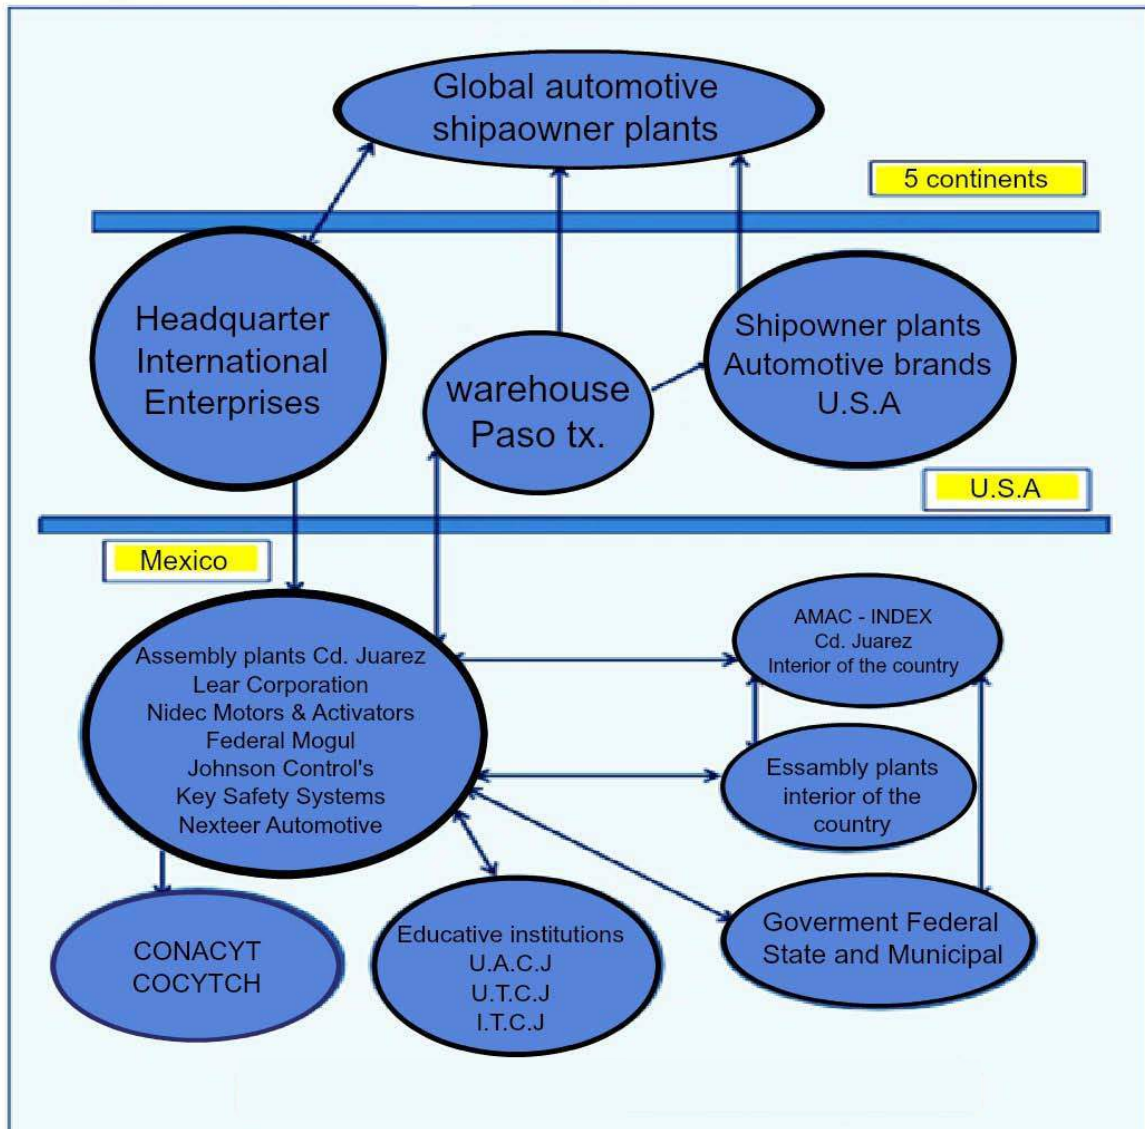 Global automotive
shipaowner plants
5 continents
Headquarter
International
Enterprises
warehouse
Paso tx.
Shipowner plants
Automotive brands
U.S.A
U.S.A
Mexico
Assembly plants Cd. Juarez
Lear Corporation
Nidec Motors & Activators
Federal Mogul
Johnson Control's
Key Safety Systems
Nexteer Automotive
AMAC - INDEX
Cd. Juarez
Interior of the country
Essambly plants
interior of the
country
CONACYT
COCYTCH
Educative institutions
U.A.C.J
U.T.C.J
I.T.C.J
Goverment Federal
State and Municipal